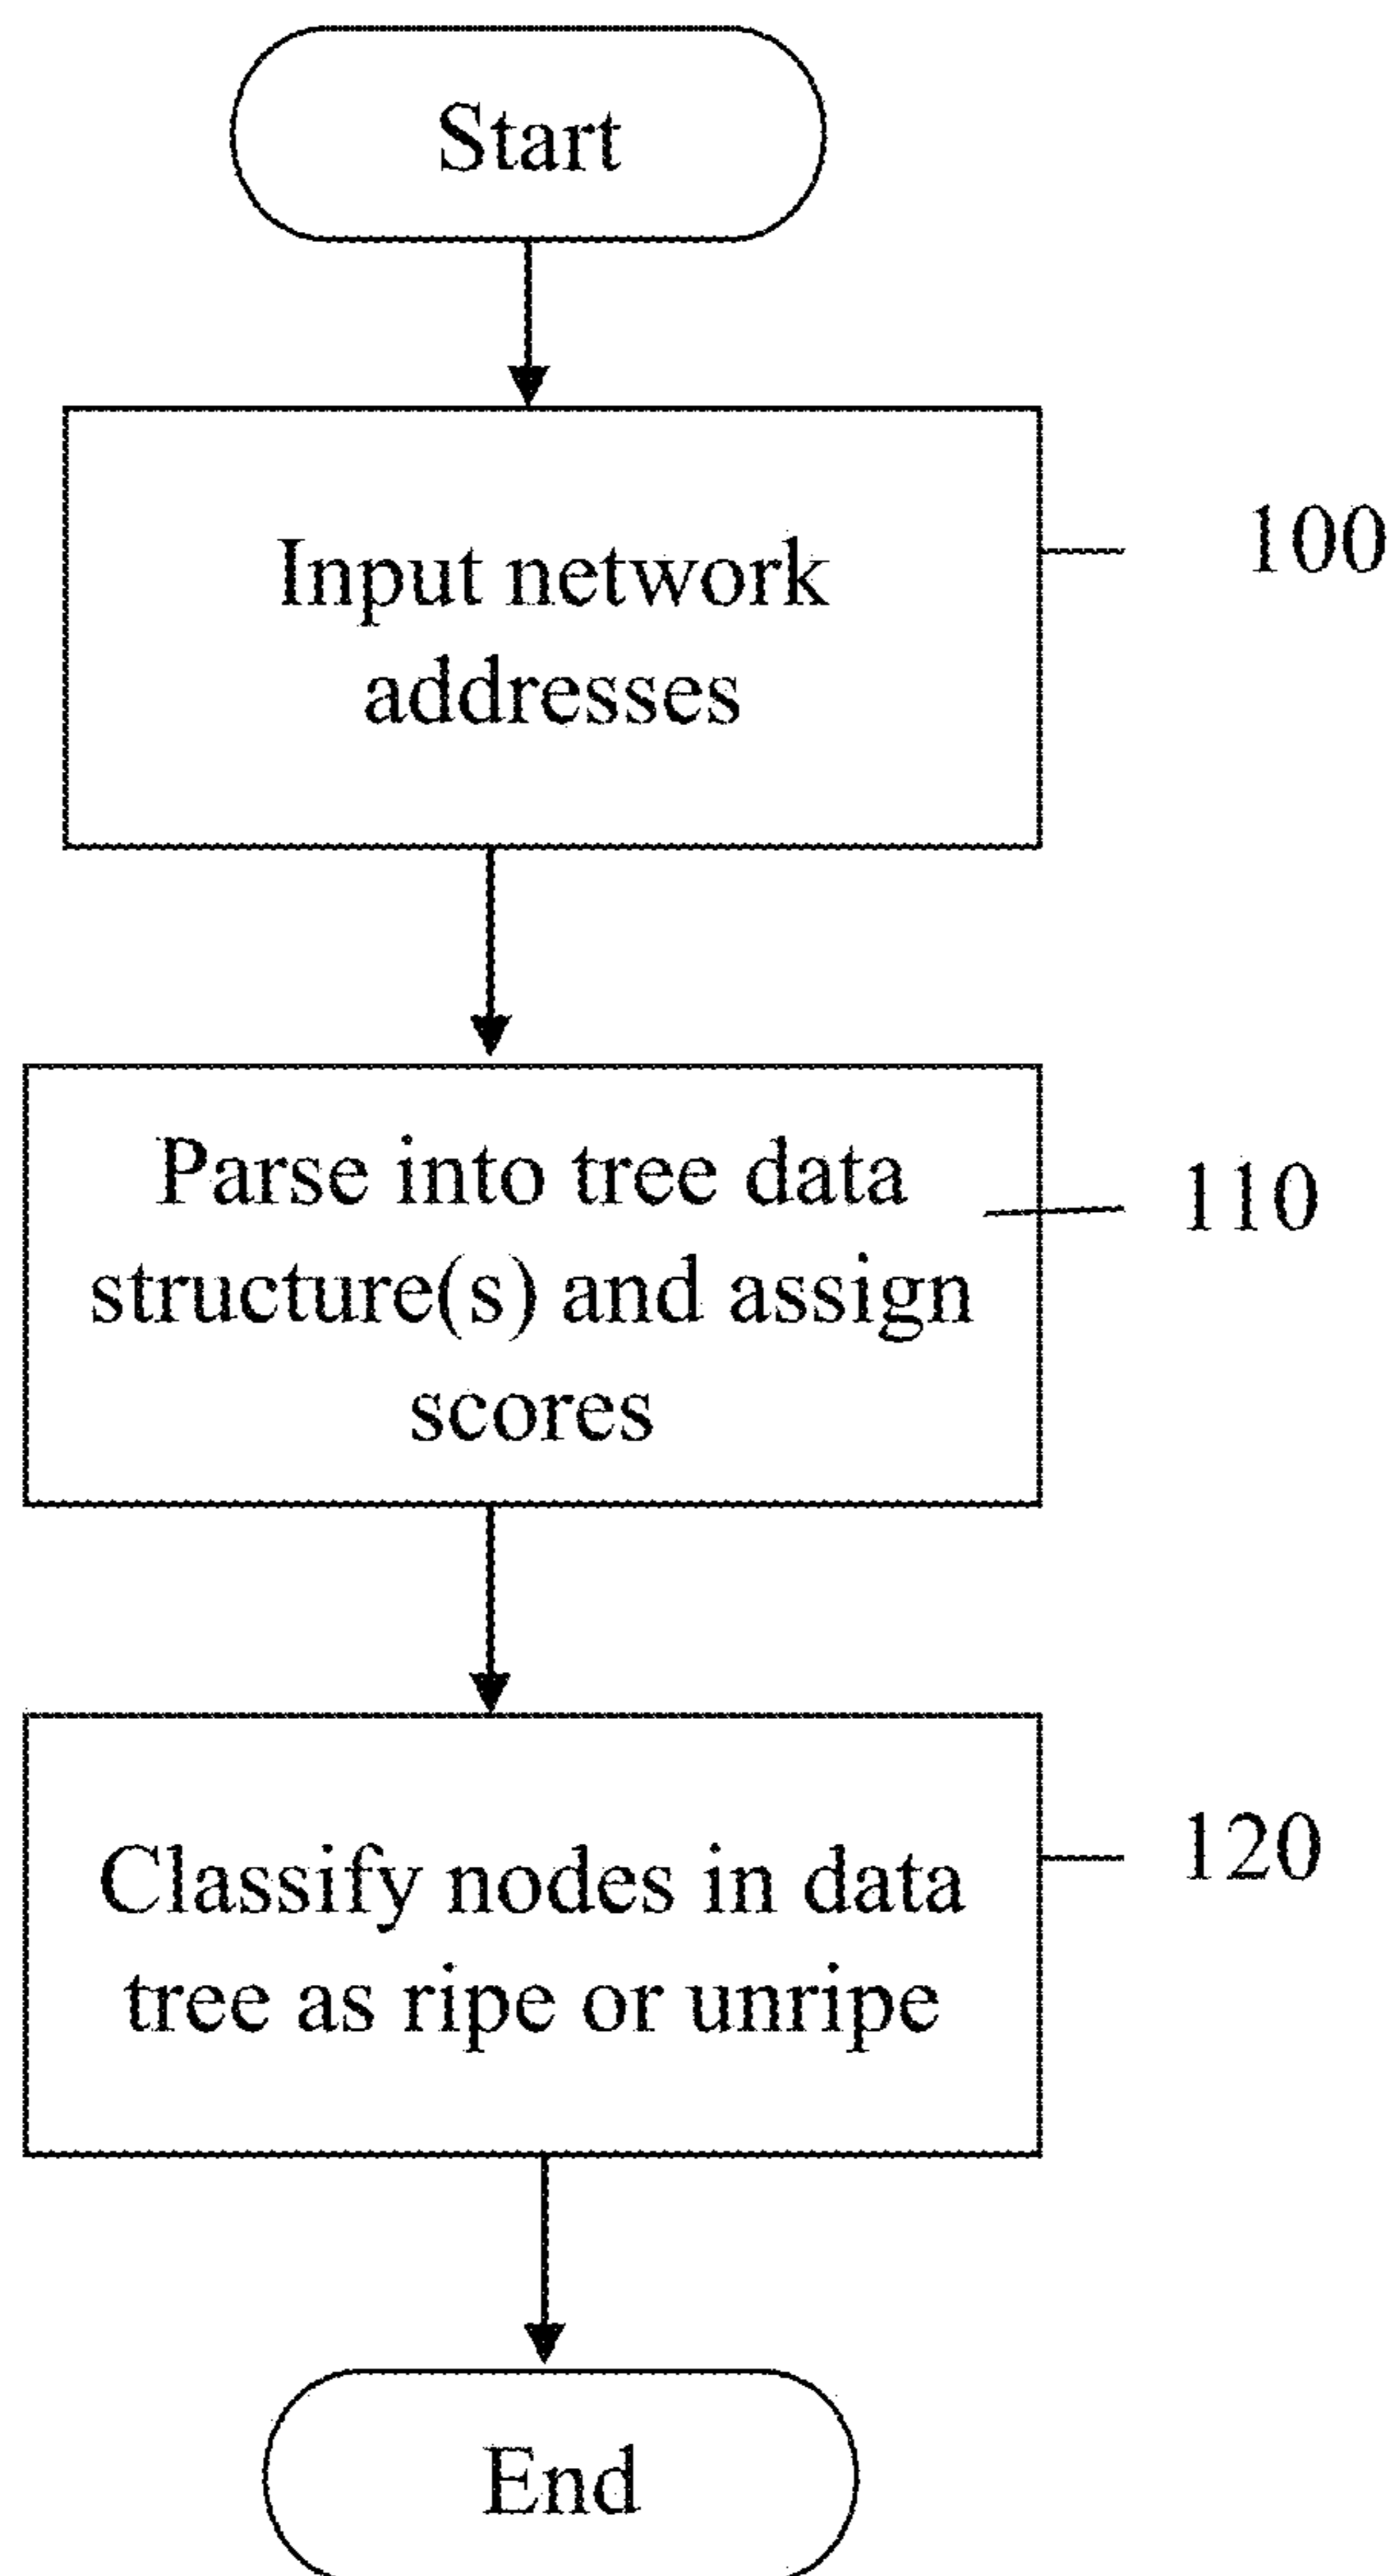 Start
Input network
addresses
100
Parse into tree data
structure(s) and assign
scores
110
Classify nodes in data
tree as ripe or unripe
120
End